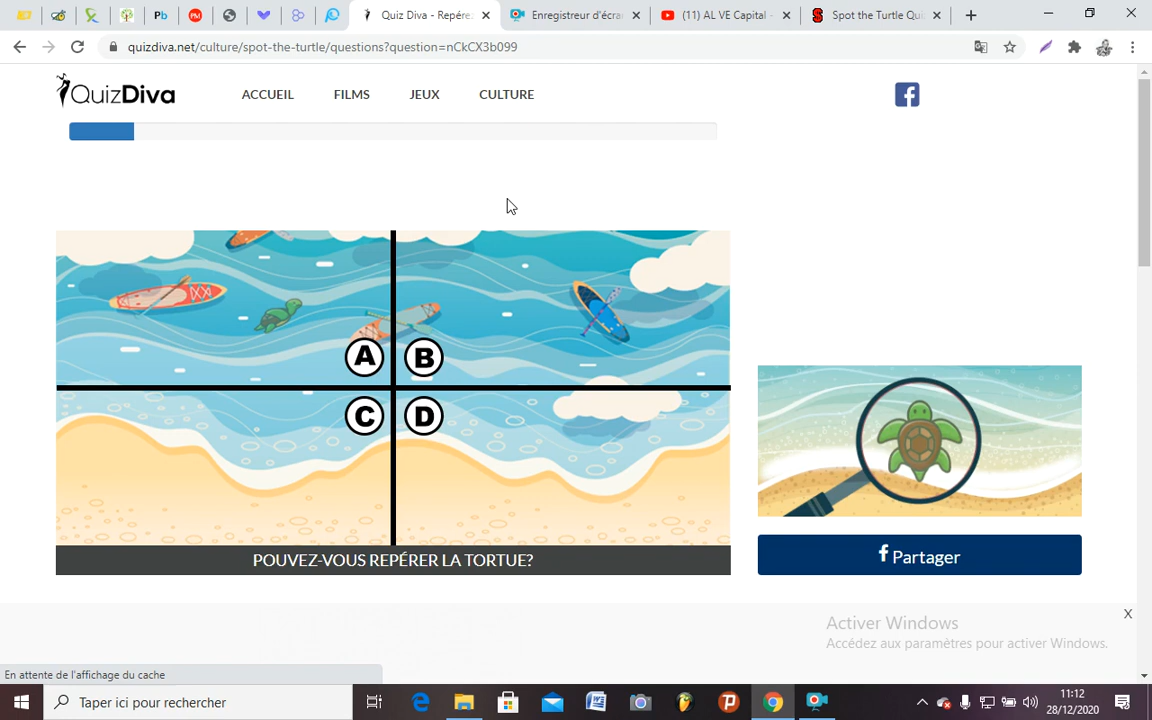 Pb
PM
Quiz Diva - Repére
Enregistreur d'écra
(11) AL VE Capital -
Spot the Turtle Qui
quizdiva.net/culture/spot-the-turtle/questions?question=nCkCX3b099
QuizDiva
ACCUEIL
FILMS
JEUX
CULTURE
A
B
C
D
POUVEZ-VOUS REPÉRER LA TORTUE?
Partager
X
Activer Windows
Accédez aux paramètres pour activer Windows.
En attente de l'affichage du cache
Taper ici pour rechercher
11:12
28/12/2020